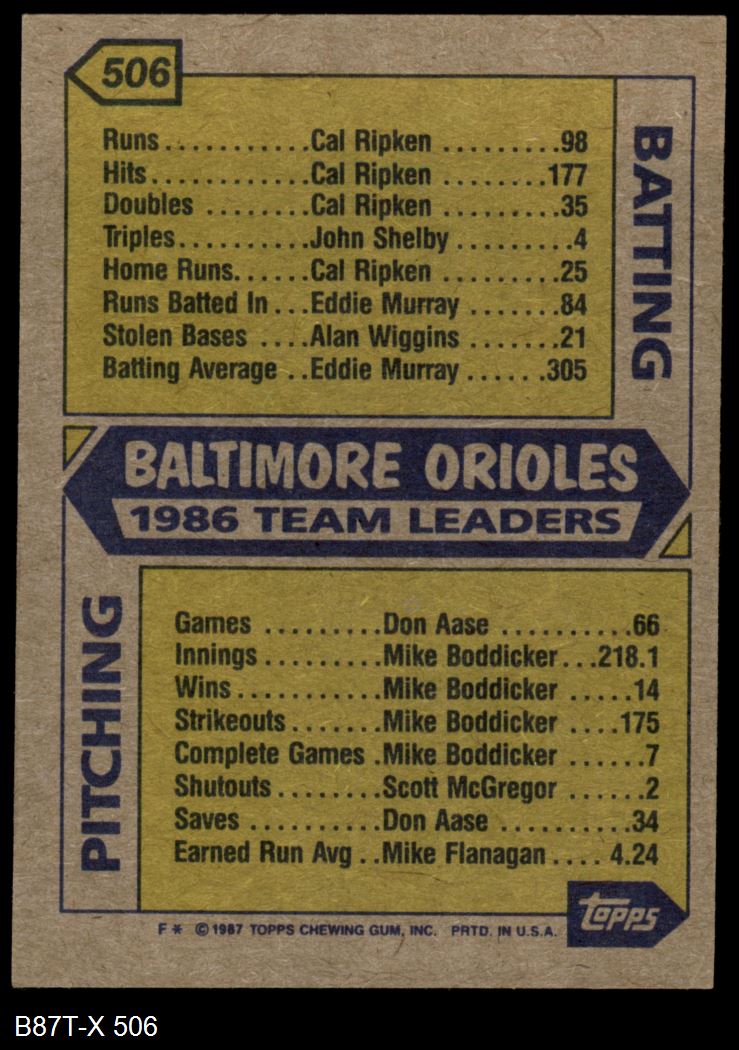 506
BATTING
Runs...........Cal Ripken .........98
Hits............Cal Ripken ........177
Doubles ........Cal Ripken .........35
Triples..........John Shelby .........4
Home Runs......Cal Ripken .........25
Runs Batted In...Eddie Murray .......84
Stolen Bases ....Alan Wiggins .......21
Batting Average ..Eddie Murray ......305
BALTIMORE ORIOLES
1986 TEAM LEADERS
PITCHING
Games .........Don Aase ..........66
Innings .........Mike Boddicker...218.1
Wins...........Mike Boddicker .....14
Strikeouts.......Mike Boddicker ....175
Complete Games .Mike Boddicker ......7
Shutouts........Scott McGregor ......2
Saves ..........Don Aase ..........34
Earned Run Avg ..Mike Flanagan .... 4.24
topps
F * ©1987 TOPPS CHEWING GUM, INC. PRTD. IN U.S.A.
B87T-X 506